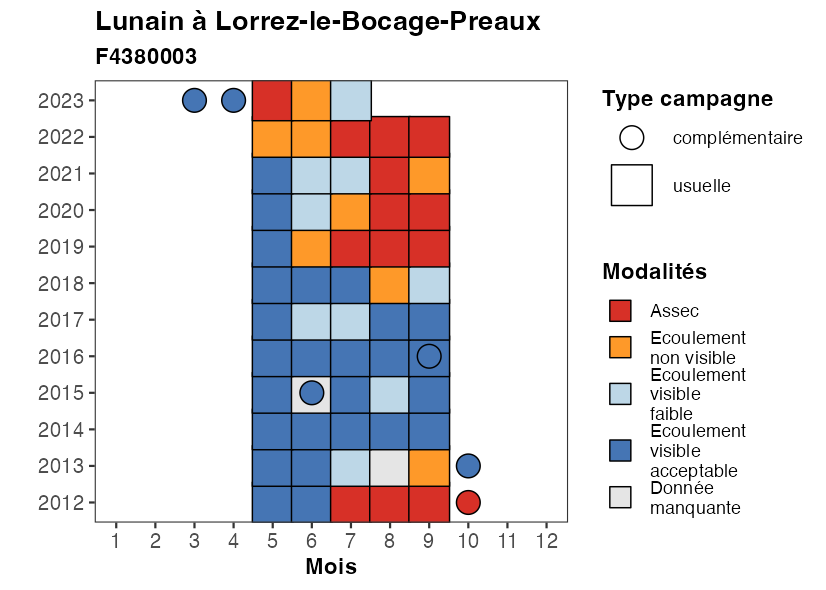 Lunain à Lorrez-le-Bocage-Preaux
F4380003
2023
2022
2021
2020
2019
2018
2017
2016
2015
2014
2013
2012
1 2 3 4 5 6 7 8 9 10 11 12
Mois
Type campagne
complémentaire
usuelle
Modalités
Assec
Ecoulement
non visible
Ecoulement
visible
faible
Ecoulement
visible
acceptable
Donnée
manquante